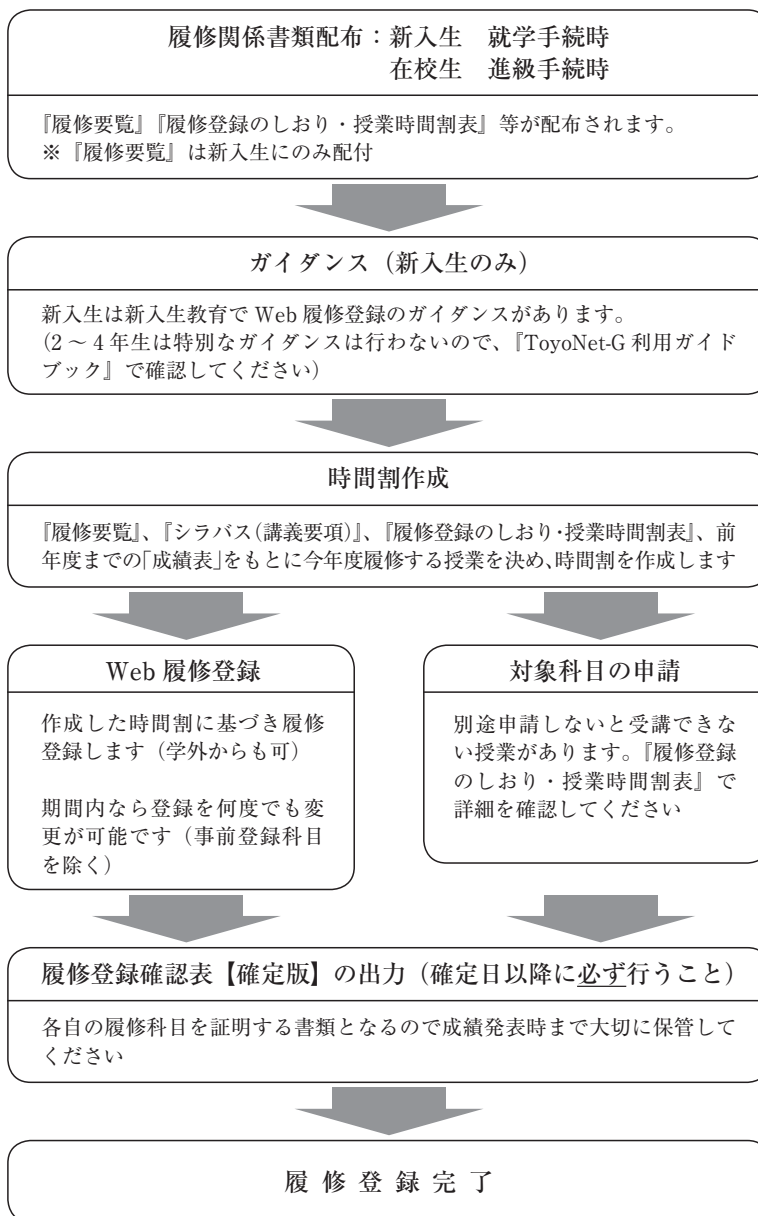 履修関係書類配布：新入生　就学手続時
在校生　進級手続時
『履修要覧』『履修登録のしおり・授業時間割表』等が配布されます。
※『履修要覧』は新入生にのみ配付
ガイダンス（新入生のみ）
新入生は新入生教育で Web 履修登録のガイダンスがあります。
（2～4年生は特別なガイダンスは行わないので、『ToyoNet-G 利用ガイド
ブック』で確認してください）
時間割作成
『履修要覧』、『シラバス（講義要項）』、『履修登録のしおり・授業時間割表』、前
年度までの「成績表」をもとに今年度履修する授業を決め、時間割を作成します
Web 履修登録
作成した時間割に基づき履修
登録します（学外からも可）
期間内なら登録を何度でも変
更が可能です（事前登録科目
を除く）
対象科目の申請
別途申請しないと受講できな
い授業があります。『履修登録
のしおり・授業時間割表』で
詳細を確認してください
履修登録確認表【確定版】の出力（確定日以降に必ず行うこと）
各自の履修科目を証明する書類となるので成績発表時まで大切に保管して
ください
履 修 登 録 完 了